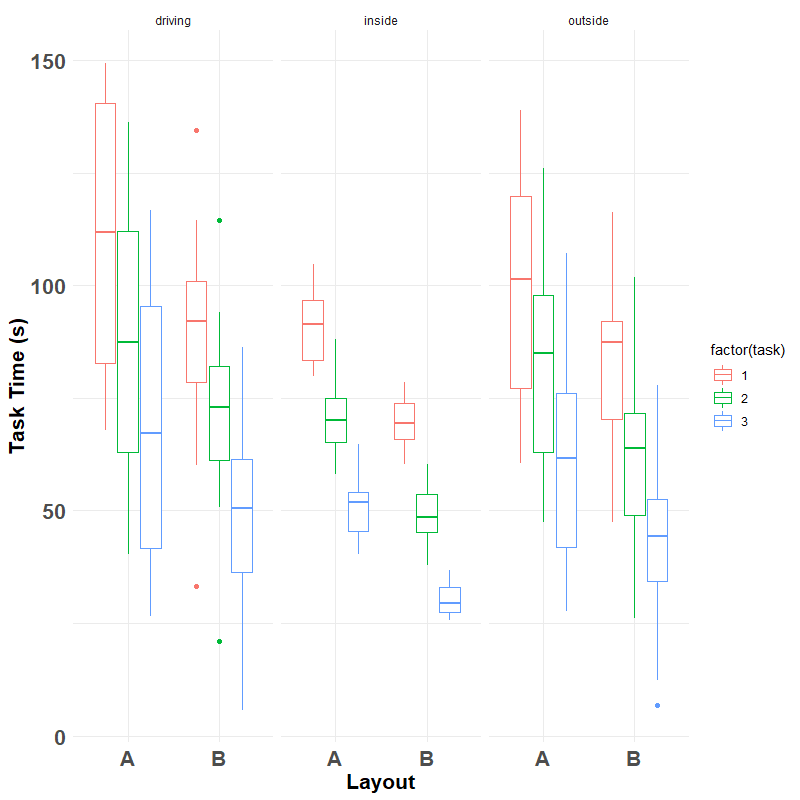 driving inside outside
150
100
50
0
Task Time (s)
A B A B A B
Layout
factor(task)
1
2
3